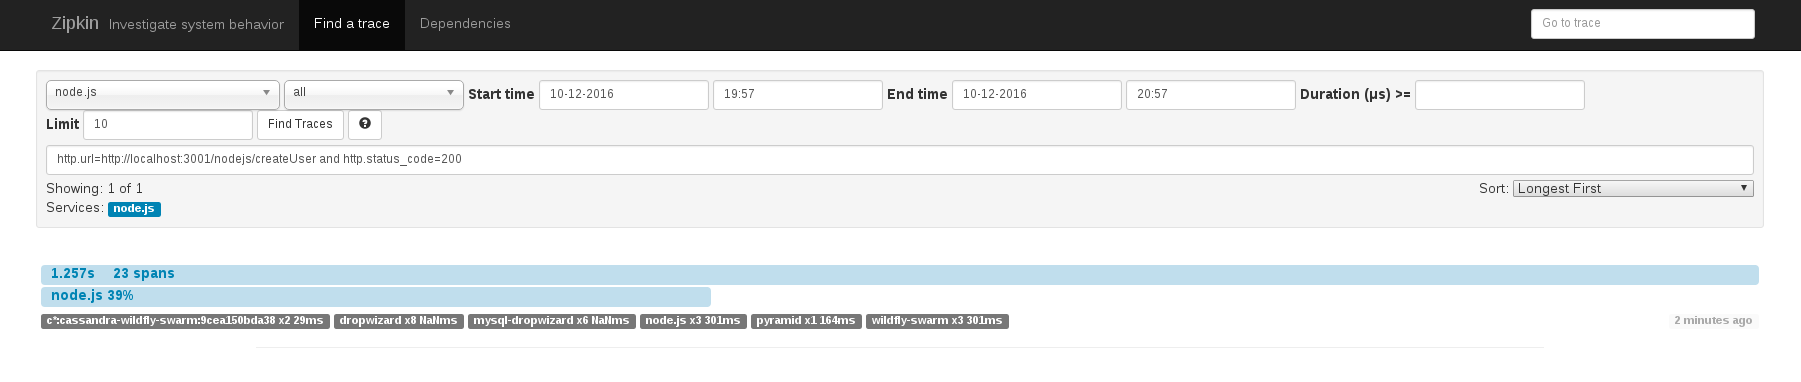 Zipkin Investigate system behavior Find a trace Dependencies Go to trace
node.js all Start time 10-12-2016 19:57 End time 10-12-2016 20:57 Duration (μs) >=
Limit 10 Find Traces ?
http.url=http://localhost:3001/nodejs/createUser and http.status_code=200
Showing: 1 of 1 Sort: Longest First
Services: node.js
1.257s 23 spans
node.js 39%
c*:cassandra-wildfly-swarm:9cea150bda38 x2 29ms dropwizard x8 NaNms mysql-dropwizard x6 NaNms node.js x3 301ms pyramid x1 164ms wildfly-swarm x3 301ms 2 minutes ago